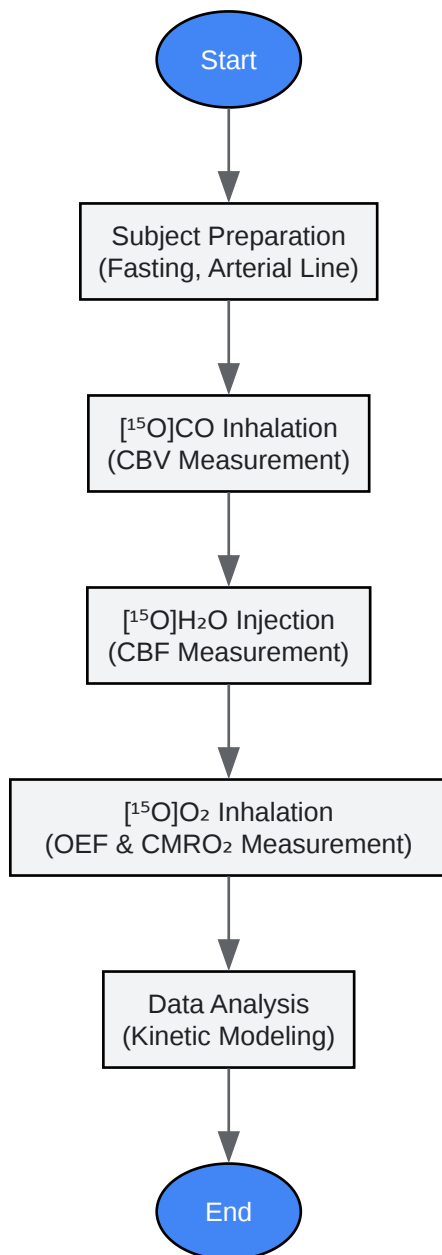 Start
Subject Preparation
(Fasting, Arterial Line)
[¹⁵O]CO Inhalation
(CBV Measurement)
[¹⁵O]H₂O Injection
(CBF Measurement)
[¹⁵O]O₂ Inhalation
(OEF & CMRO₂ Measurement)
Data Analysis
(Kinetic Modeling)
End